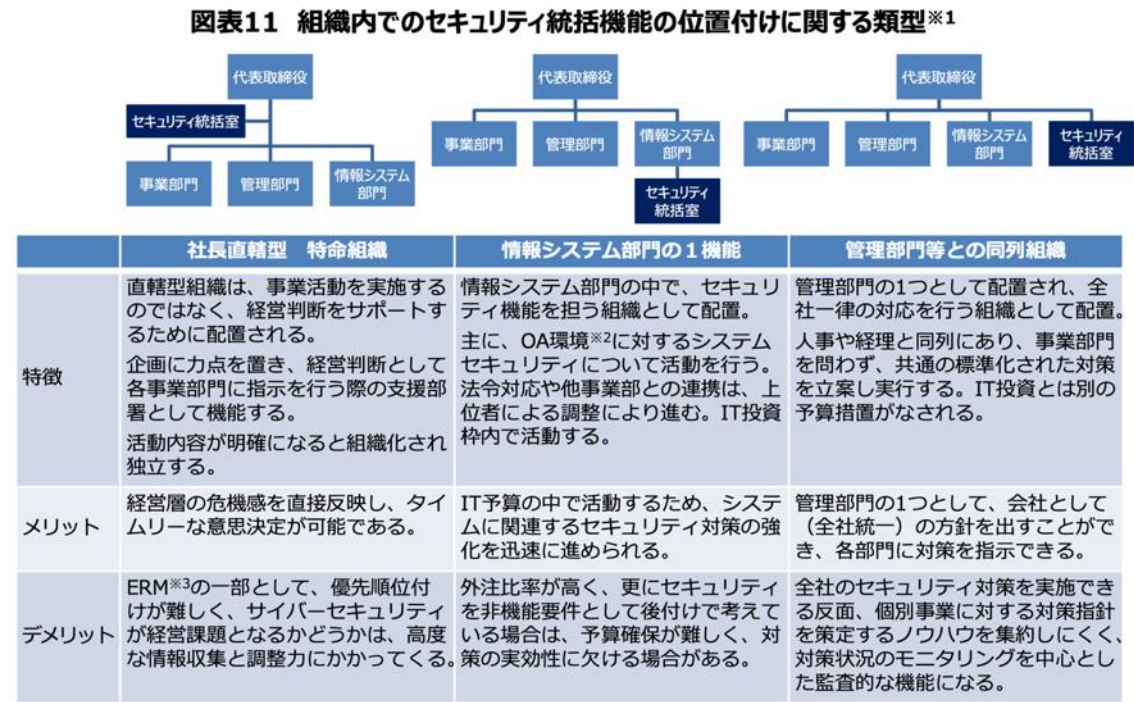 図表11 組織内でのセキュリティ統括機能の位置付けに関する類型※1
代表取締役
セキュリティ統括室
事業部門
管理部門
情報システム
部門
代表取締役
事業部門
管理部門
情報システム
部門
セキュリティ
統括室
代表取締役
事業部門
管理部門
情報システム
部門
セキュリティ
統括室
社長直轄型 特命組織
情報システム部門の1機能
管理部門等との同列組織
特徴
直轄型組織は、事業活動を実施する
のではなく、経営判断をサポートす
るために配置される。
企画に力点を置き、経営判断として
各事業部門に指示を行う際の支援部
署として機能する。
活動内容が明確になると組織化され
独立する。
情報システム部門の中で、セキュリ
ティ機能を担う組織として配置。
主に、OA環境※2に対するシステム
セキュリティについて活動を行う。
法令対応や他事業部との連携は、上
位者による調整により進む。IT投資
枠内で活動する。
管理部門の1つとして配置され、全
社一律の対応を行う組織として配置。
人事や経理と同列にあり、事業部門
を問わず、共通の標準化された対策
を立案し実行する。IT投資とは別の
予算措置がなされる。
メリット
経営層の危機感を直接反映し、タイ
ムリーな意思決定が可能である。
IT予算の中で活動するため、システ
ムに関連するセキュリティ対策の強
化を迅速に進められる。
管理部門の1つとして、会社として
（全社統一）の方針を出すことがで
き、各部門に対策を指示できる。
デメリット
ERM※3の一部として、優先順位付
けが難しく、サイバーセキュリティ
が経営課題となるかどうかは、高度
な情報収集と調整力にかかってくる。
外注比率が高く、更にセキュリティ
を非機能要件として後付けで考えて
いる場合は、予算確保が難しく、対
策の実効性に欠ける場合がある。
全社のセキュリティ対策を実施でき
る反面、個別事業に対する対策指針
を策定するノウハウを集約しにくく、
対策状況のモニタリングを中心とし
た監査的な機能になる。